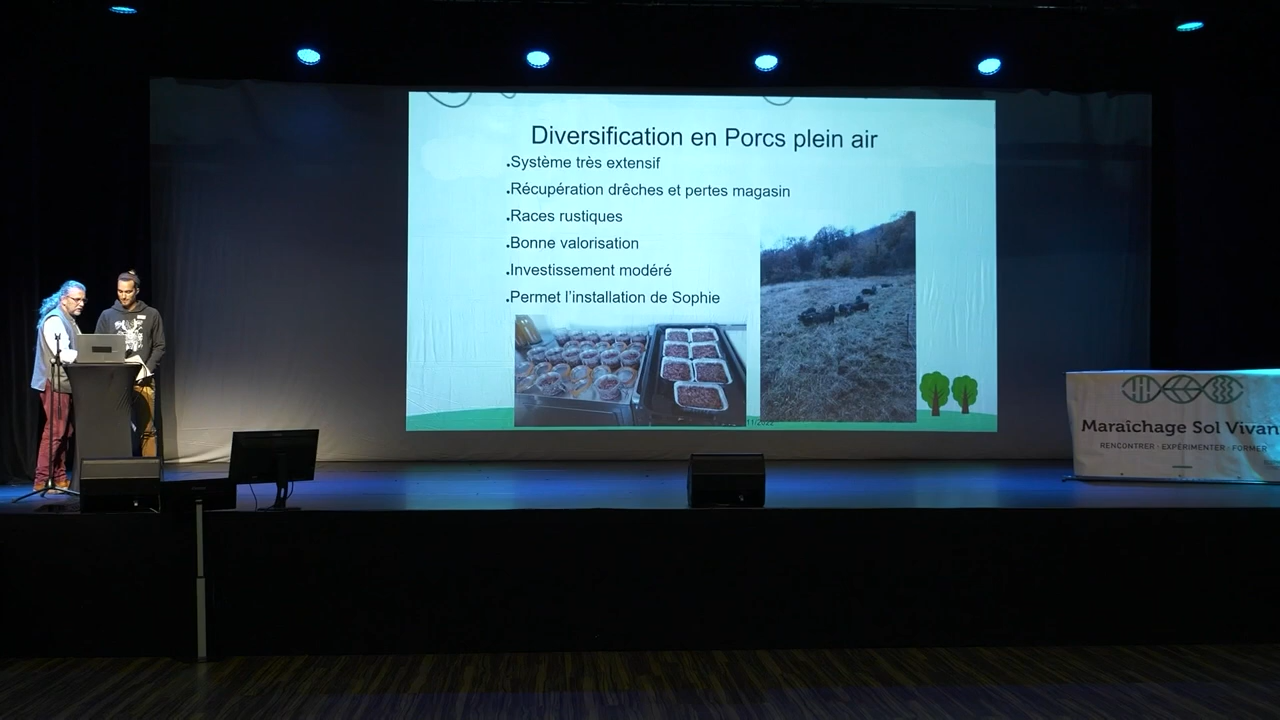 Diversification en Porcs plein air
.Système très extensif
.Récupération drêches et pertes magasin
.Races rustiques
.Bonne valorisation
.Investissement modéré
.Permet l'installation de Sophie
Maraîchage Sol Vivan
RENCONTRER · EXPÉRIMENTER · FORMER